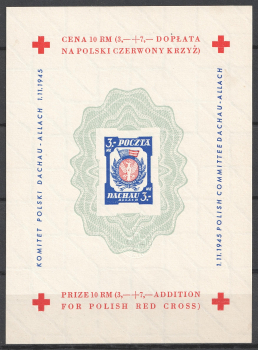 CENA 10 RM (3,—+7,— DOPŁATA
NA POLSKI CZERWONY KRZYŻ)
KOMITET POLSKI DACHAU-ALLACH 1.11.1945
3.- POCZTA
DACHAU
ALLACH
3.-
1.11.1945 POLISH COMMITTEE DACHAU-ALLACH
PRIZE 10 RM (3,—+7,—ADDITION
FOR POLISH RED CROSS)